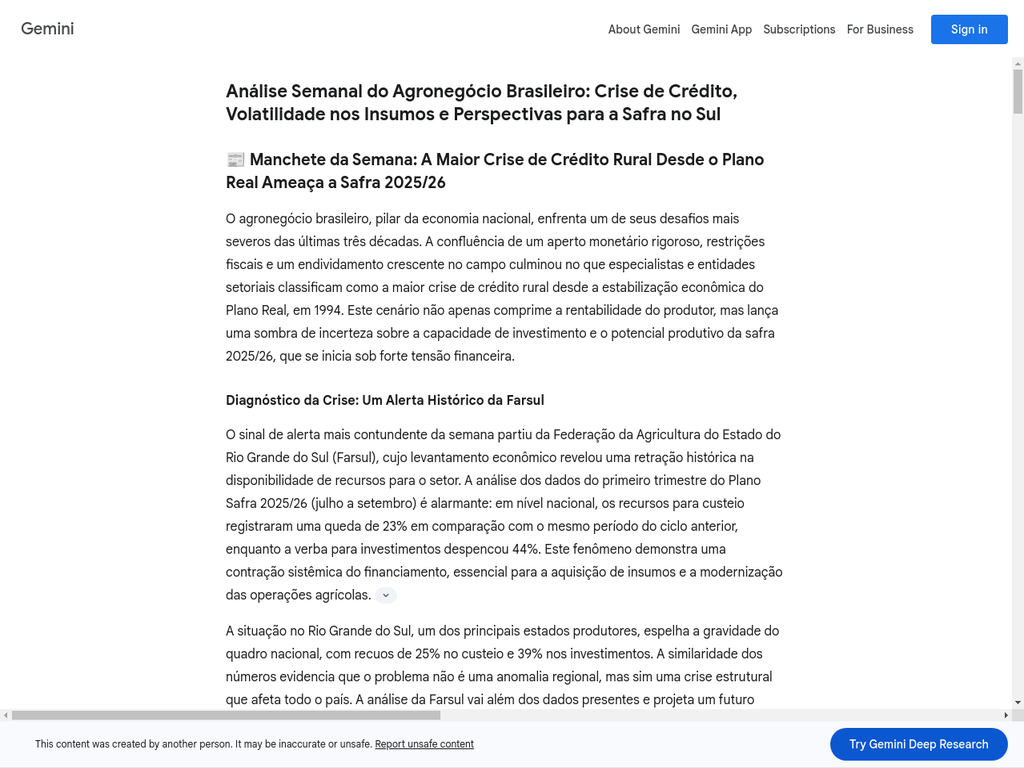 Gemini
About Gemini
Gemini App
Subscriptions
For Business
Sign in
Análise Semanal do Agronegócio Brasileiro: Crise de Crédito,
Volatilidade nos Insumos e Perspectivas para a Safra no Sul
📰 Manchete da Semana: A Maior Crise de Crédito Rural Desde o Plano
Real Ameaça a Safra 2025/26
O agronegócio brasileiro, pilar da economia nacional, enfrenta um de seus desafios mais
severos das últimas três décadas. A confluência de um aperto monetário rigoroso, restrições
fiscais e um endividamento crescente no campo culminou no que especialistas e entidades
setoriais classificam como a maior crise de crédito rural desde a estabilização econômica do
Plano Real, em 1994. Este cenário não apenas comprime a rentabilidade do produtor, mas lança
uma sombra de incerteza sobre a capacidade de investimento e o potencial produtivo da safra
2025/26, que se inicia sob forte tensão financeira.
Diagnóstico da Crise: Um Alerta Histórico da Farsul
O sinal de alerta mais contundente da semana partiu da Federação da Agricultura do Estado do
Rio Grande do Sul (Farsul), cujo levantamento econômico revelou uma retração histórica na
disponibilidade de recursos para o setor. A análise dos dados do primeiro trimestre do Plano
Safra 2025/26 (julho a setembro) é alarmante: em nível nacional, os recursos para custeio
registraram uma queda de 23% em comparação com o mesmo período do ciclo anterior,
enquanto a verba para investimentos despencou 44%. Este fenômeno demonstra uma
contração sistêmica do financiamento, essencial para a aquisição de insumos e a modernização
das operações agrícolas.
A situação no Rio Grande do Sul, um dos principais estados produtores, espelha a gravidade do
quadro nacional, com recuos de 25% no custeio e 39% nos investimentos. A similaridade dos
números evidencia que o problema não é uma anomalia regional, mas sim uma crise estrutural
que afeta todo o país. A análise da Farsul vai além dos dados presentes e projeta um futuro
This content was created by another person. It may be inaccurate or unsafe. Report unsafe content
Try Gemini Deep Research